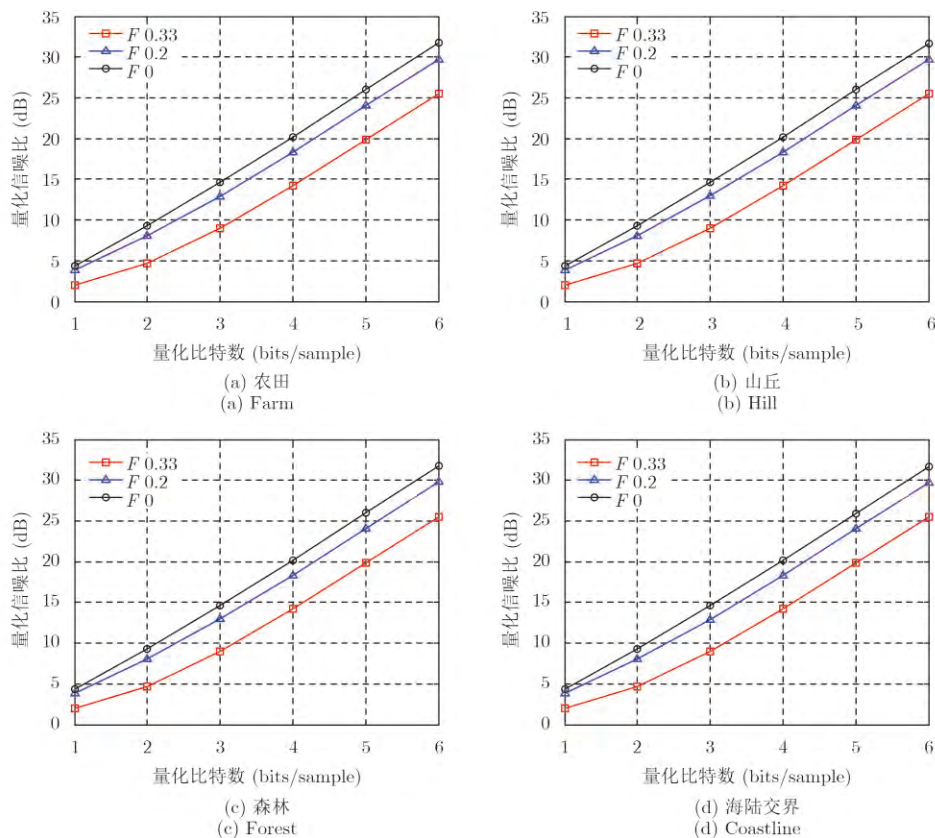 35
30
25
20
15
10
5
0
量化信噪比 (dB)
F 0.33
F 0.2
F 0
1 2 3 4 5 6
量化比特数 (bits/sample)
(a) 农田
(a) Farm
35
30
25
20
15
10
5
0
量化信噪比 (dB)
F 0.33
F 0.2
F 0
1 2 3 4 5 6
量化比特数 (bits/sample)
(b) 山丘
(b) Hill
35
30
25
20
15
10
5
0
量化信噪比 (dB)
F 0.33
F 0.2
F 0
1 2 3 4 5 6
量化比特数 (bits/sample)
(c) 森林
(c) Forest
35
30
25
20
15
10
5
0
量化信噪比 (dB)
F 0.33
F 0.2
F 0
1 2 3 4 5 6
量化比特数 (bits/sample)
(d) 海陆交界
(d) Coastline